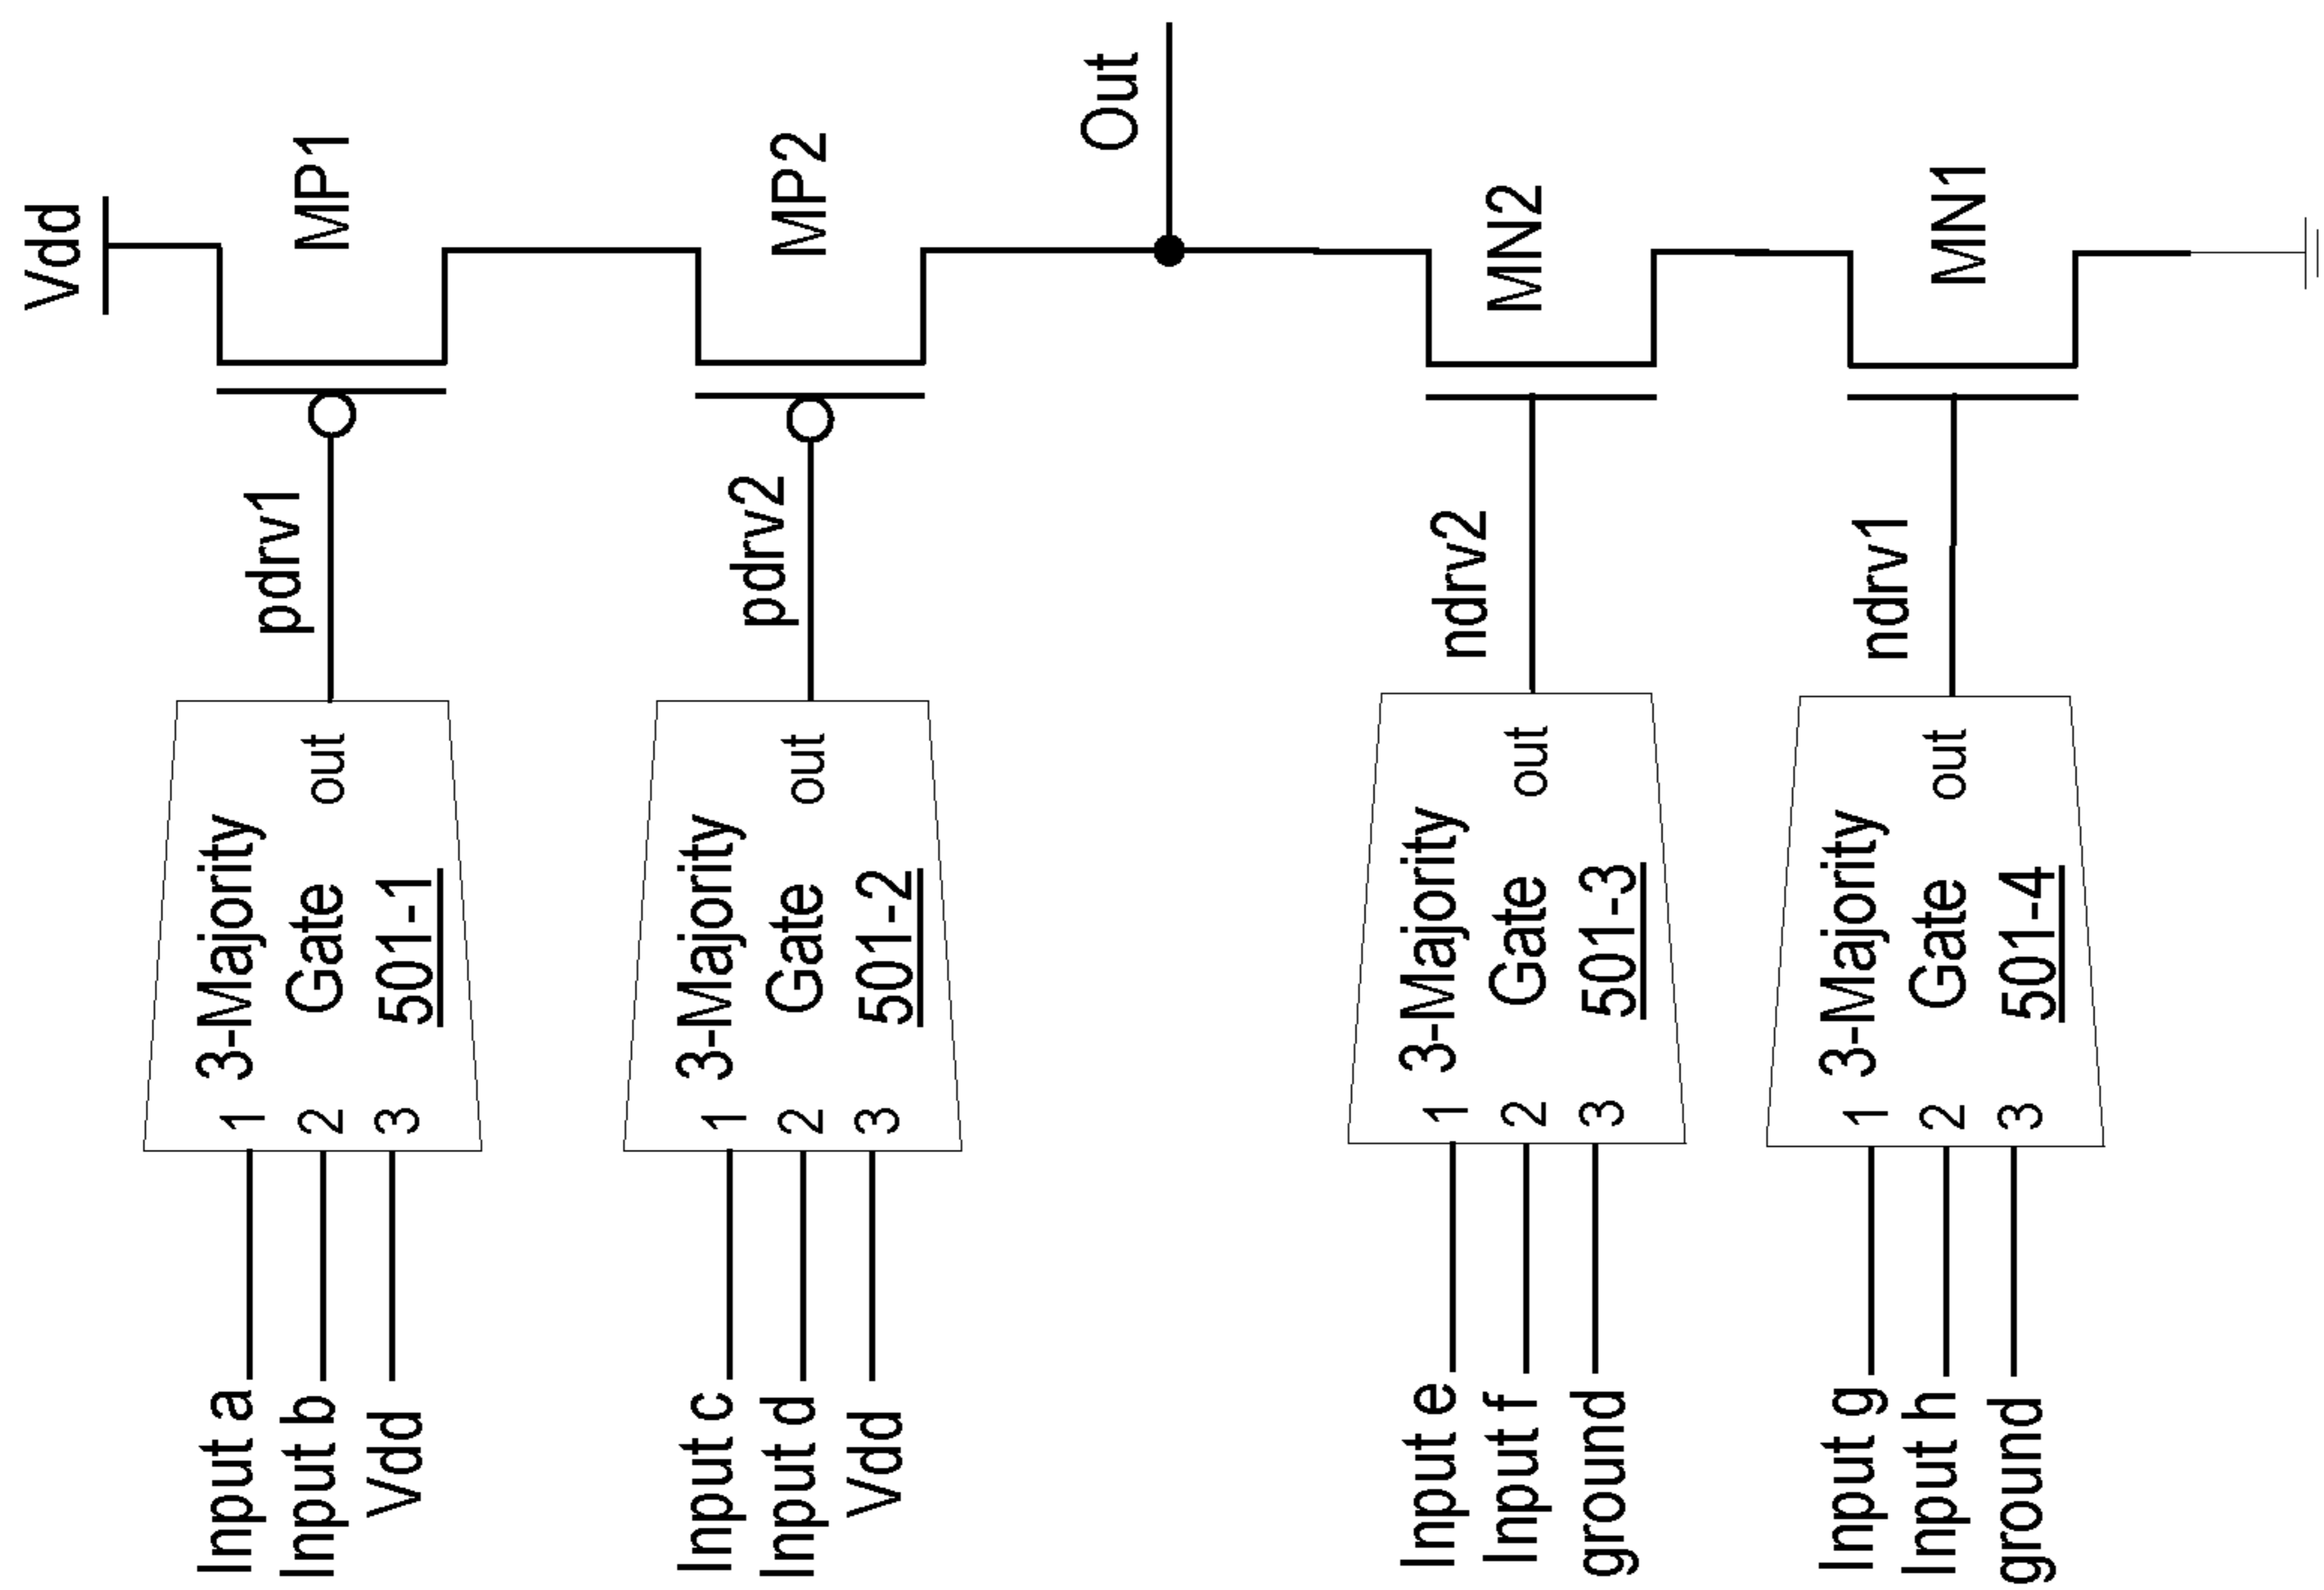 Vdd
MP1
pdrv1
3-Majority
Gate
501-1
out
1
2
3
Input a
Input b
Vdd
MP2
pdrv2
3-Majority
Gate
501-2
out
1
2
3
Input c
Input d
Vdd
Out
MN2
ndrv2
3-Majority
Gate
501-3
out
1
2
3
Input e
Input f
ground
MN1
ndrv1
3-Majority
Gate
501-4
out
1
2
3
Input g
Input h
ground